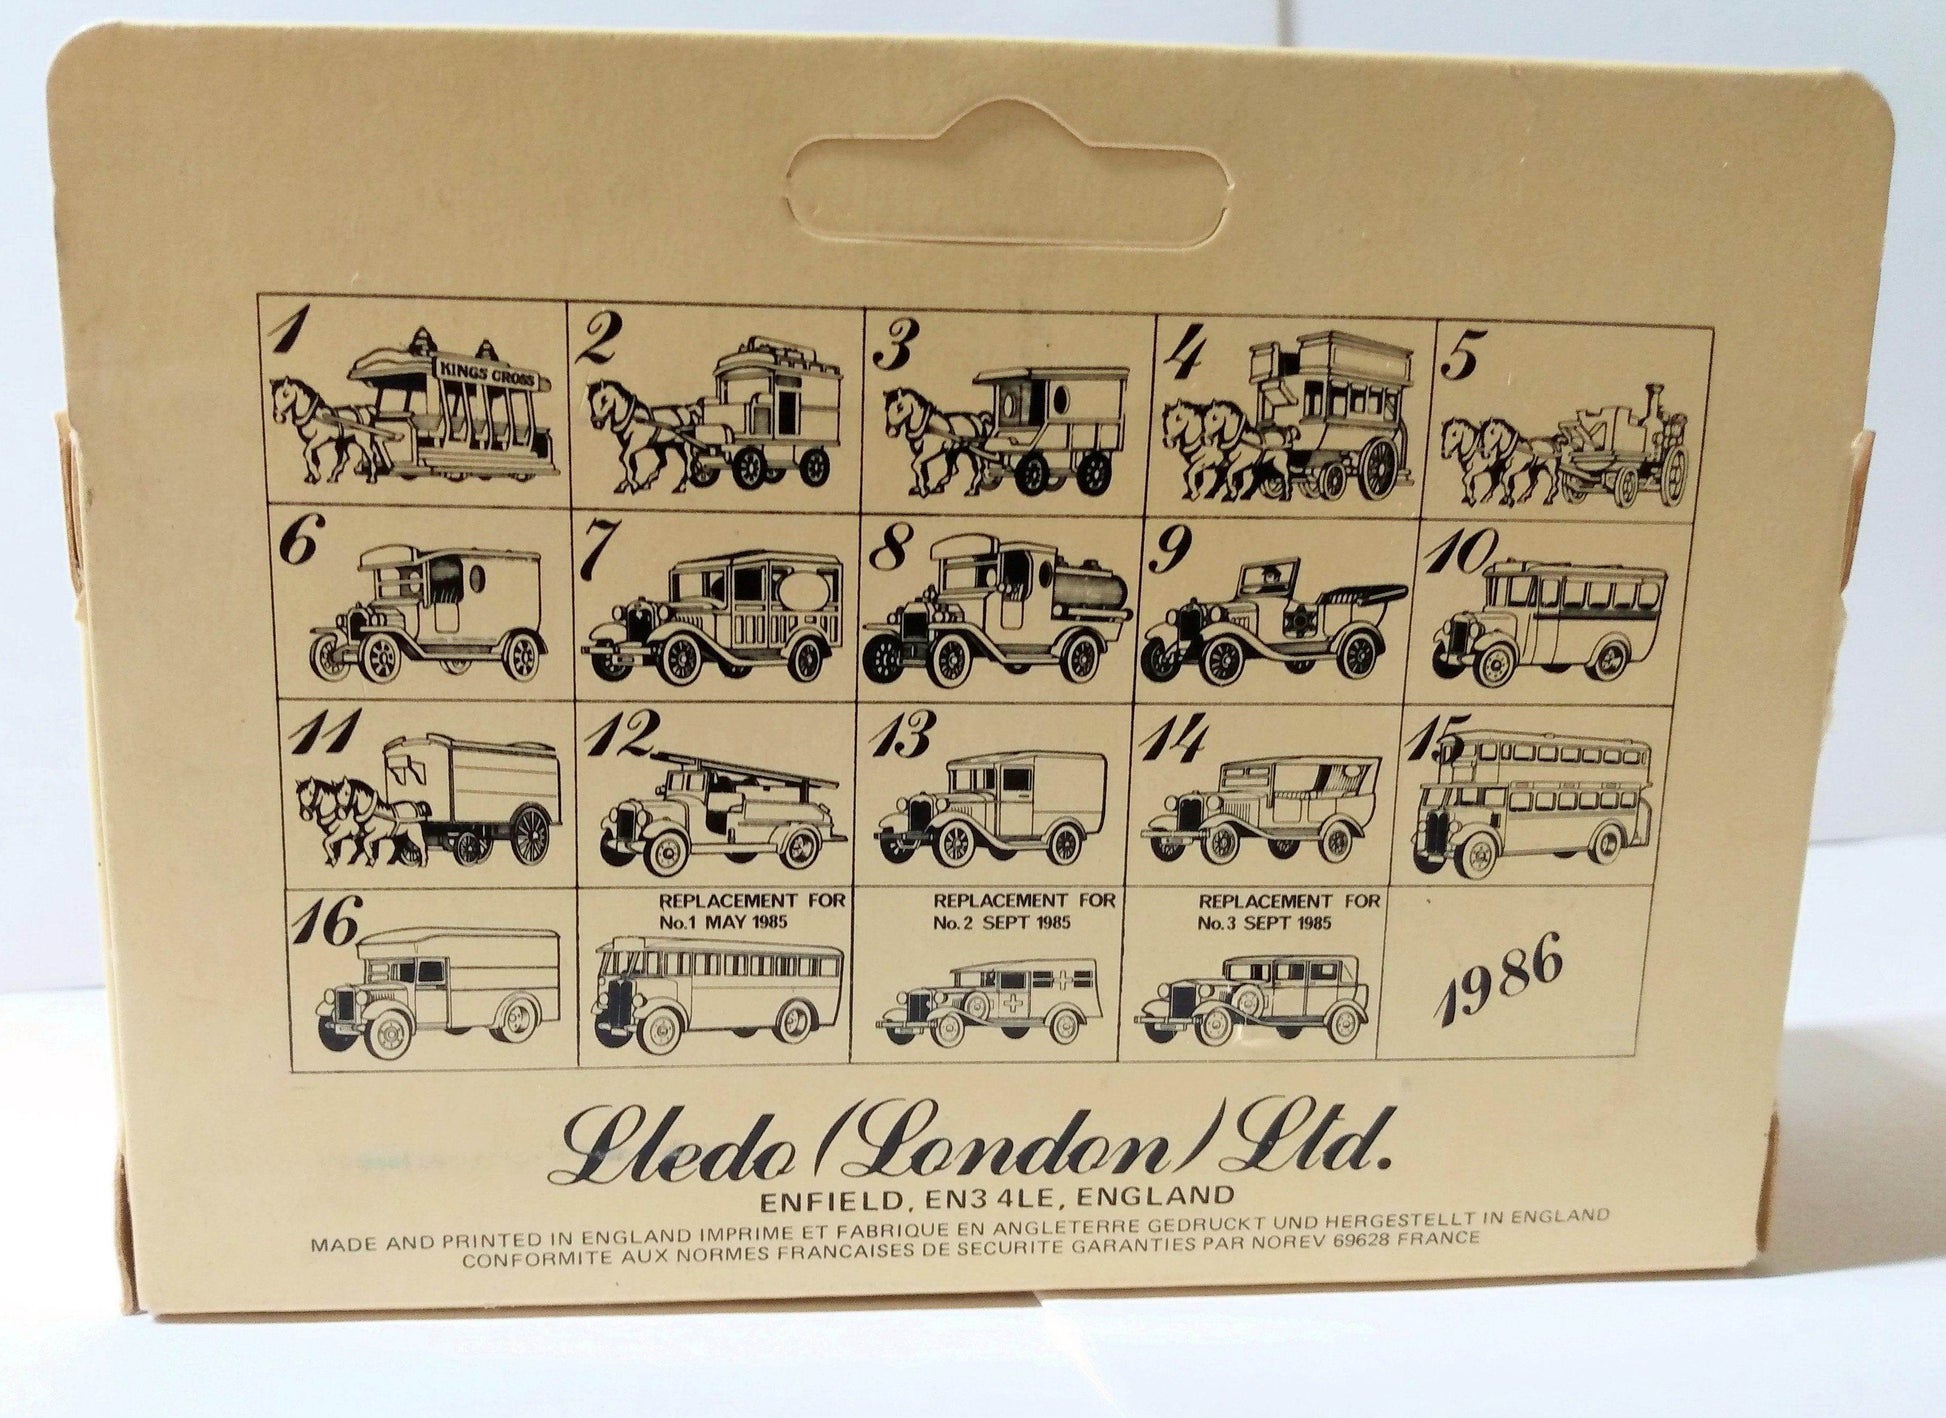 1
KINGS CROSS
2
3
4
5
6
7
8
9
10
11
12
13
14
15
16
REPLACEMENT FOR
No.1 MAY 1985
REPLACEMENT FOR
No.2 SEPT 1985
REPLACEMENT FOR
No.3 SEPT 1985
1986
Lledo (London) Ltd.
ENFIELD, EN3 4LE, ENGLAND
MADE AND PRINTED IN ENGLAND IMPRIME ET FABRIQUE EN ANGLETERRE GEDRUCKT UND HERGESTELLT IN ENGLAND
CONFORMITE AUX NORMES FRANCAISES DE SECURITE GARANTIES PAR NOREV 69628 FRANCE